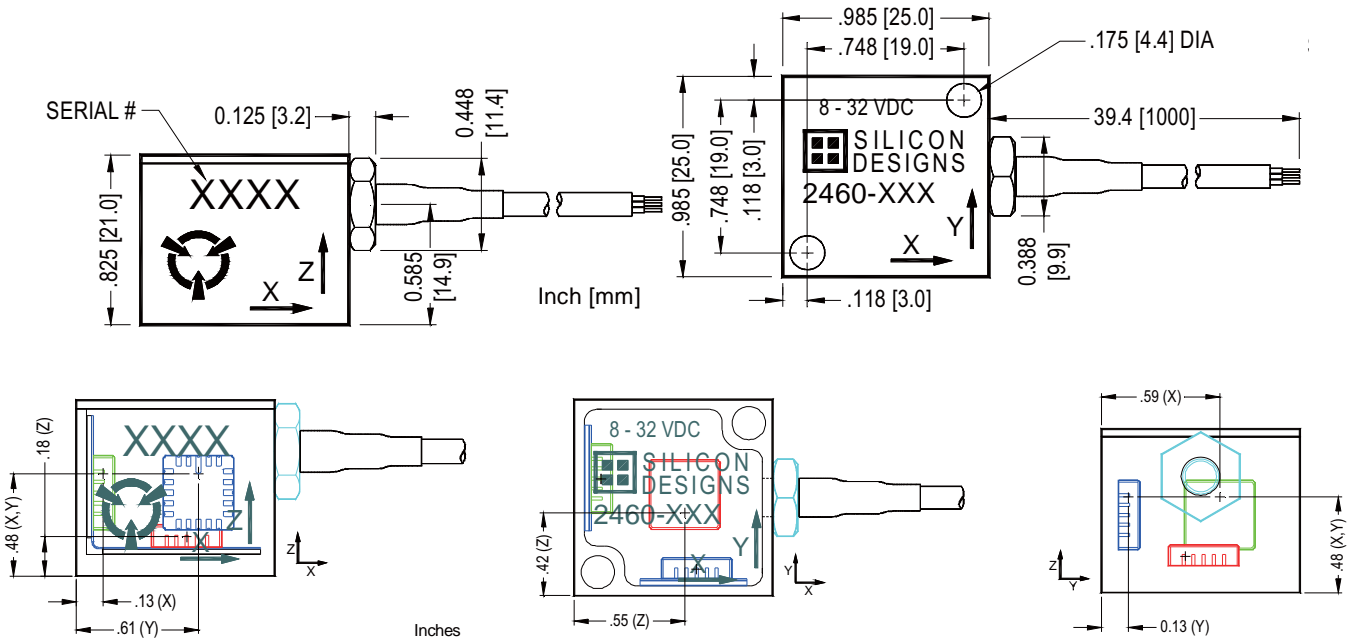 SERIAL #
0.125 [3.2]
0.448
[11.4]
XXXX
.825 [21.0]
Z
X
0.585
[14.9]
Inch [mm]
.985 [25.0]
.748 [19.0]
.175 [4.4] DIA
8 - 32 VDC
SILICON
DESIGNS
2460-XXX
39.4 [1000]
.985 [25.0]
.748 [19.0]
.118 [3.0]
Y
X
0.388
[9.9]
.118 [3.0]
XXXX
.18 (Z)
.48 (X,Y)
Z
X
Z
X
.13 (X)
.61 (Y)
Inches
8 - 32 VDC
SILICON
DESIGNS
2460-XXX
.42 (Z)
Y
X
Y
X
.55 (Z)
.59 (X)
Z
Y
.48 (X,Y)
0.13 (Y)